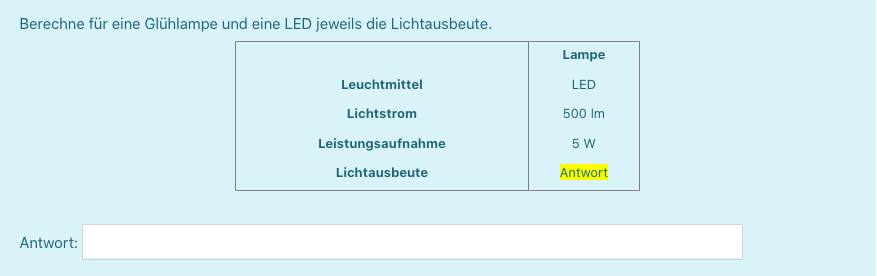 Berechne für eine Glühlampe und eine LED jeweils die Lichtausbeute.
Lampe
Leuchtmittel LED
Lichtstrom 500 lm
Leistungsaufnahme 5 W
Lichtausbeute Antwort
Antwort: